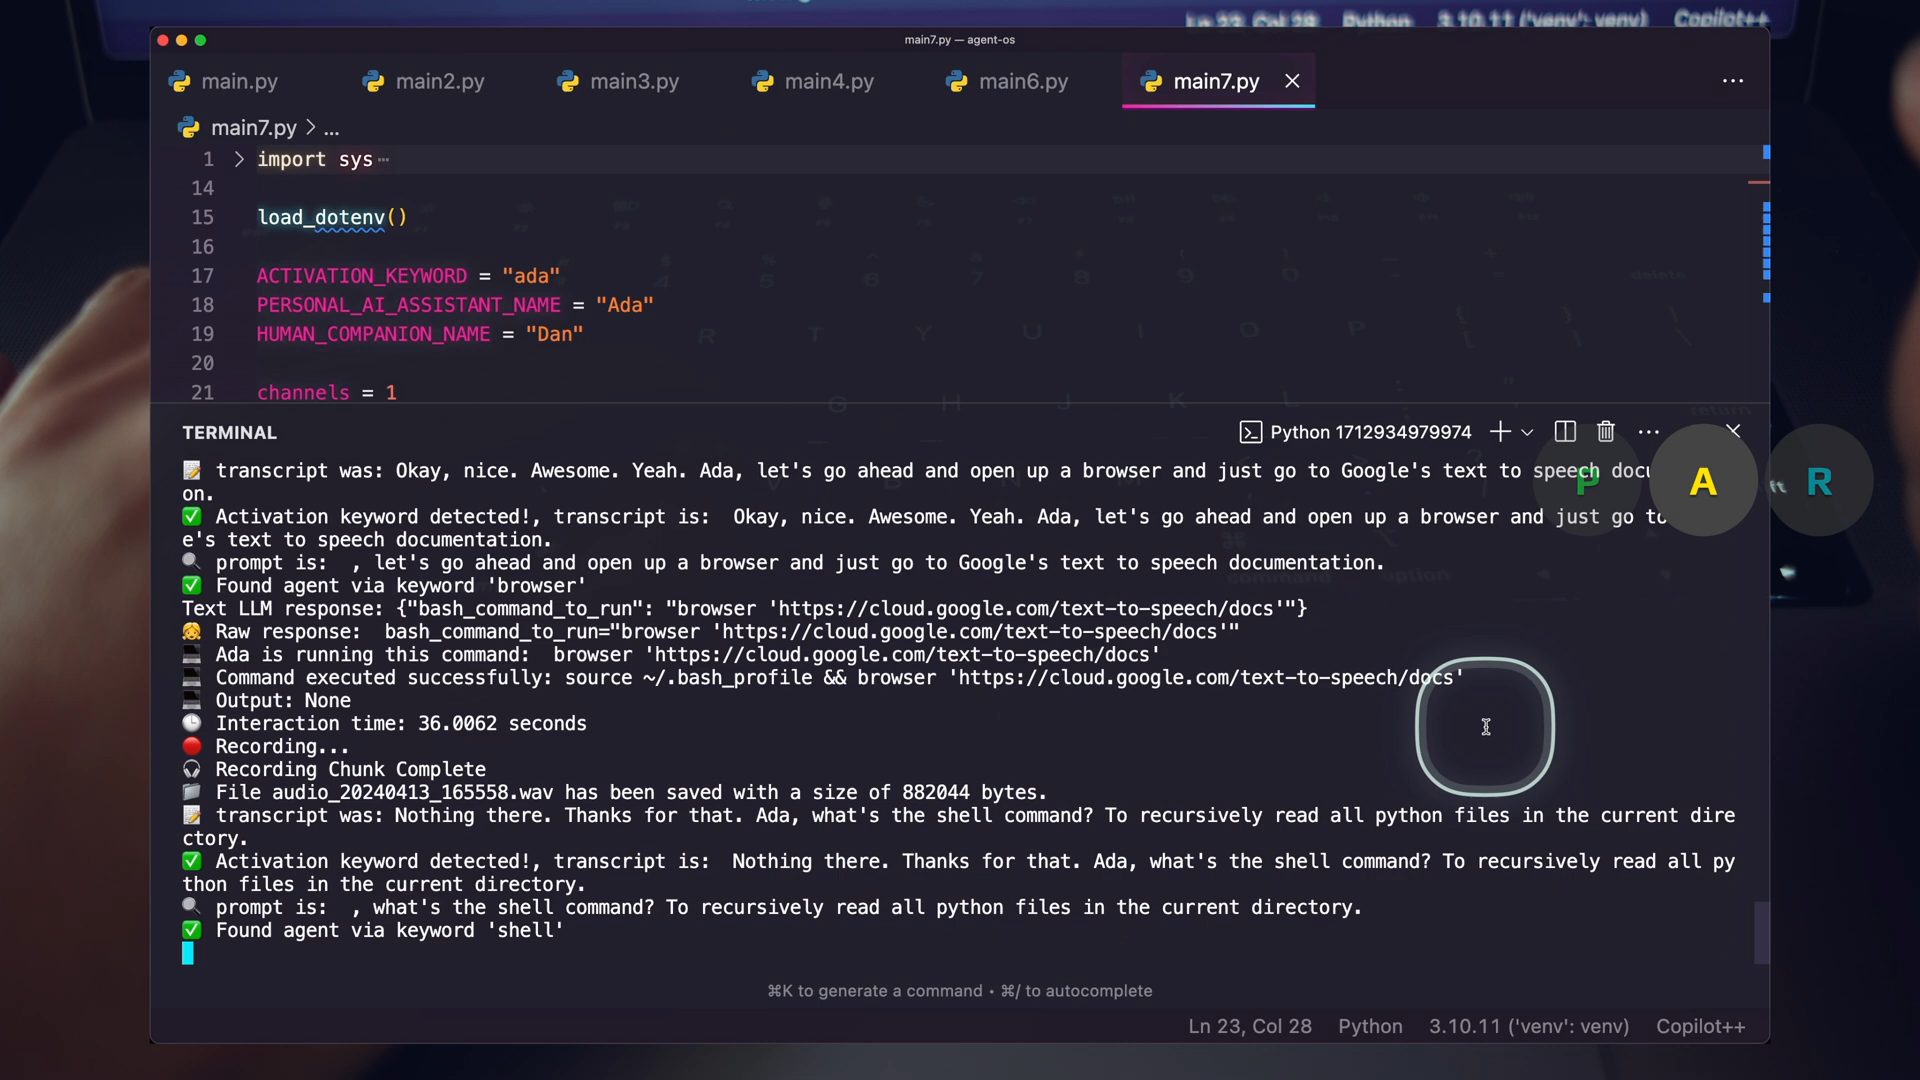 Ln 23, Col 28 Python 3.10.11 ('venv': venv) Copilot++
main7.py — agent-os
main.py main2.py main3.py main4.py main6.py main7.py
main7.py > ...
1 import sys
14
15 load_dotenv()
16
17 ACTIVATION_KEYWORD = "ada"
18 PERSONAL_AI_ASSISTANT_NAME = "Ada"
19 HUMAN_COMPANION_NAME = "Dan"
20
21 channels = 1
TERMINAL
Python 1712934979974
transcript was: Okay, nice. Awesome. Yeah. Ada, let's go ahead and open up a browser and just go to Google's text to speech docu
on.
Activation keyword detected!, transcript is:  Okay, nice. Awesome. Yeah. Ada, let's go ahead and open up a browser and just go to
e's text to speech documentation.
prompt is:  , let's go ahead and open up a browser and just go to Google's text to speech documentation.
Found agent via keyword 'browser'
Text LLM response: {"bash_command_to_run": "browser 'https://cloud.google.com/text-to-speech/docs'"}
Raw response:  bash_command_to_run="browser 'https://cloud.google.com/text-to-speech/docs'"
Ada is running this command:  browser 'https://cloud.google.com/text-to-speech/docs'
Command executed successfully: source ~/.bash_profile && browser 'https://cloud.google.com/text-to-speech/docs'
Output: None
Interaction time: 36.0062 seconds
Recording...
Recording Chunk Complete
File audio_20240413_165558.wav has been saved with a size of 882044 bytes.
transcript was: Nothing there. Thanks for that. Ada, what's the shell command? To recursively read all python files in the current dire
ctory.
Activation keyword detected!, transcript is:  Nothing there. Thanks for that. Ada, what's the shell command? To recursively read all py
thon files in the current directory.
prompt is:  , what's the shell command? To recursively read all python files in the current directory.
Found agent via keyword 'shell'
P A R
⌘K to generate a command • ⌘/ to autocomplete
Ln 23, Col 28 Python 3.10.11 ('venv': venv) Copilot++